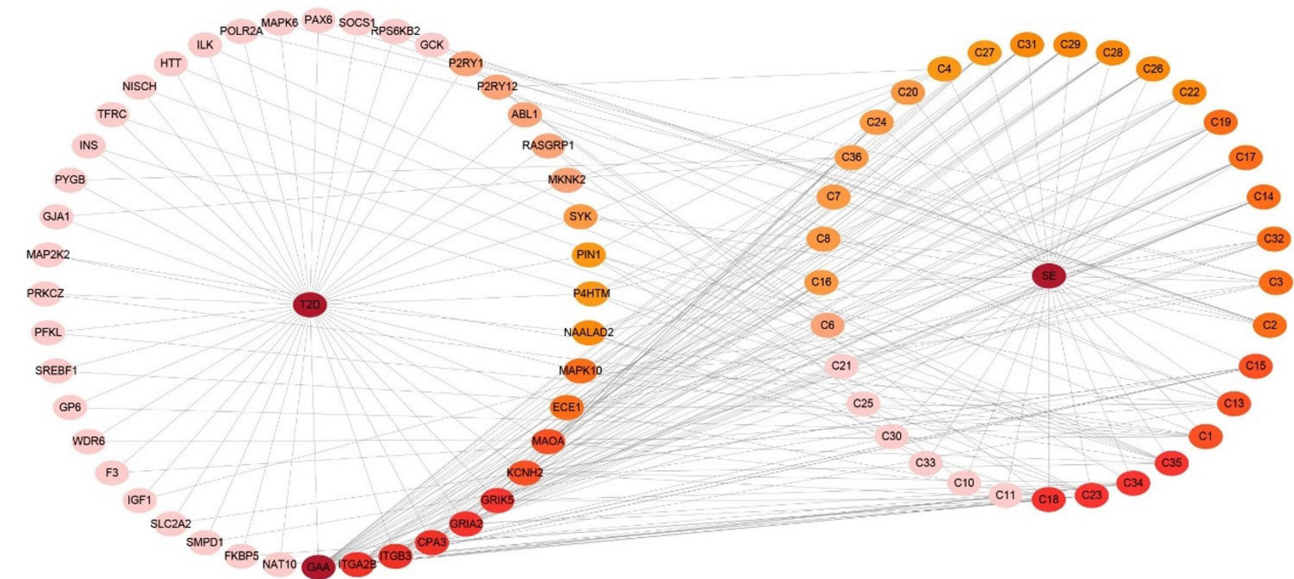 PAX6
SOCS1
RPS6KB2
GCK
P2RY1
P2RY12
ABL1
RASGRP1
MKNK2
SYK
PIN1
P4HTM
NAALAD2
MAPK10
ECE1
MAOA
KCNH2
GRIK5
GRIA2
CPA3
ITGB3
ITGA2B
GAA
NAT10
FKBP5
SMPD1
SLC2A2
IGF1
F3
WDR6
GP6
SREBF1
PFKL
PRKCZ
MAP2K2
GJA1
PYGB
INS
TFRC
NISCH
HTT
ILK
POLR2A
MAPK6
T2D
C31
C29
C28
C26
C22
C19
C17
C14
C32
C3
C2
C15
C13
C1
C35
C34
C23
C18
C11
C10
C33
C30
C25
C21
C6
C16
C8
C7
C36
C24
C20
C4
C27
SE